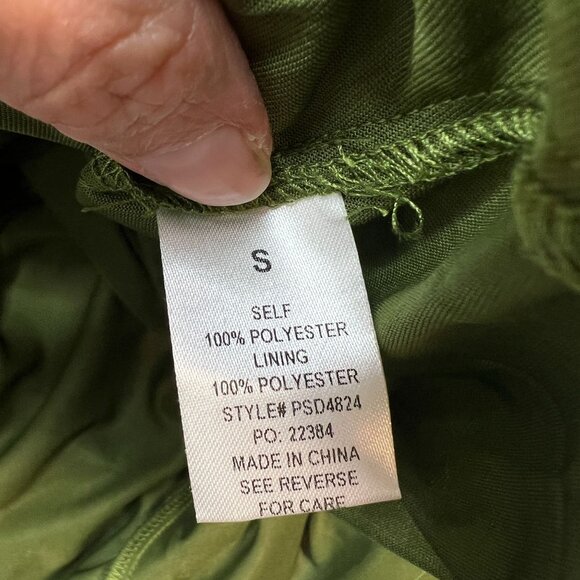 S
SELF
100% POLYESTER
LINING
100% POLYESTER
STYLE# PSD4824
PO: 22384
MADE IN CHINA
SEE REVERSE
FOR CARE